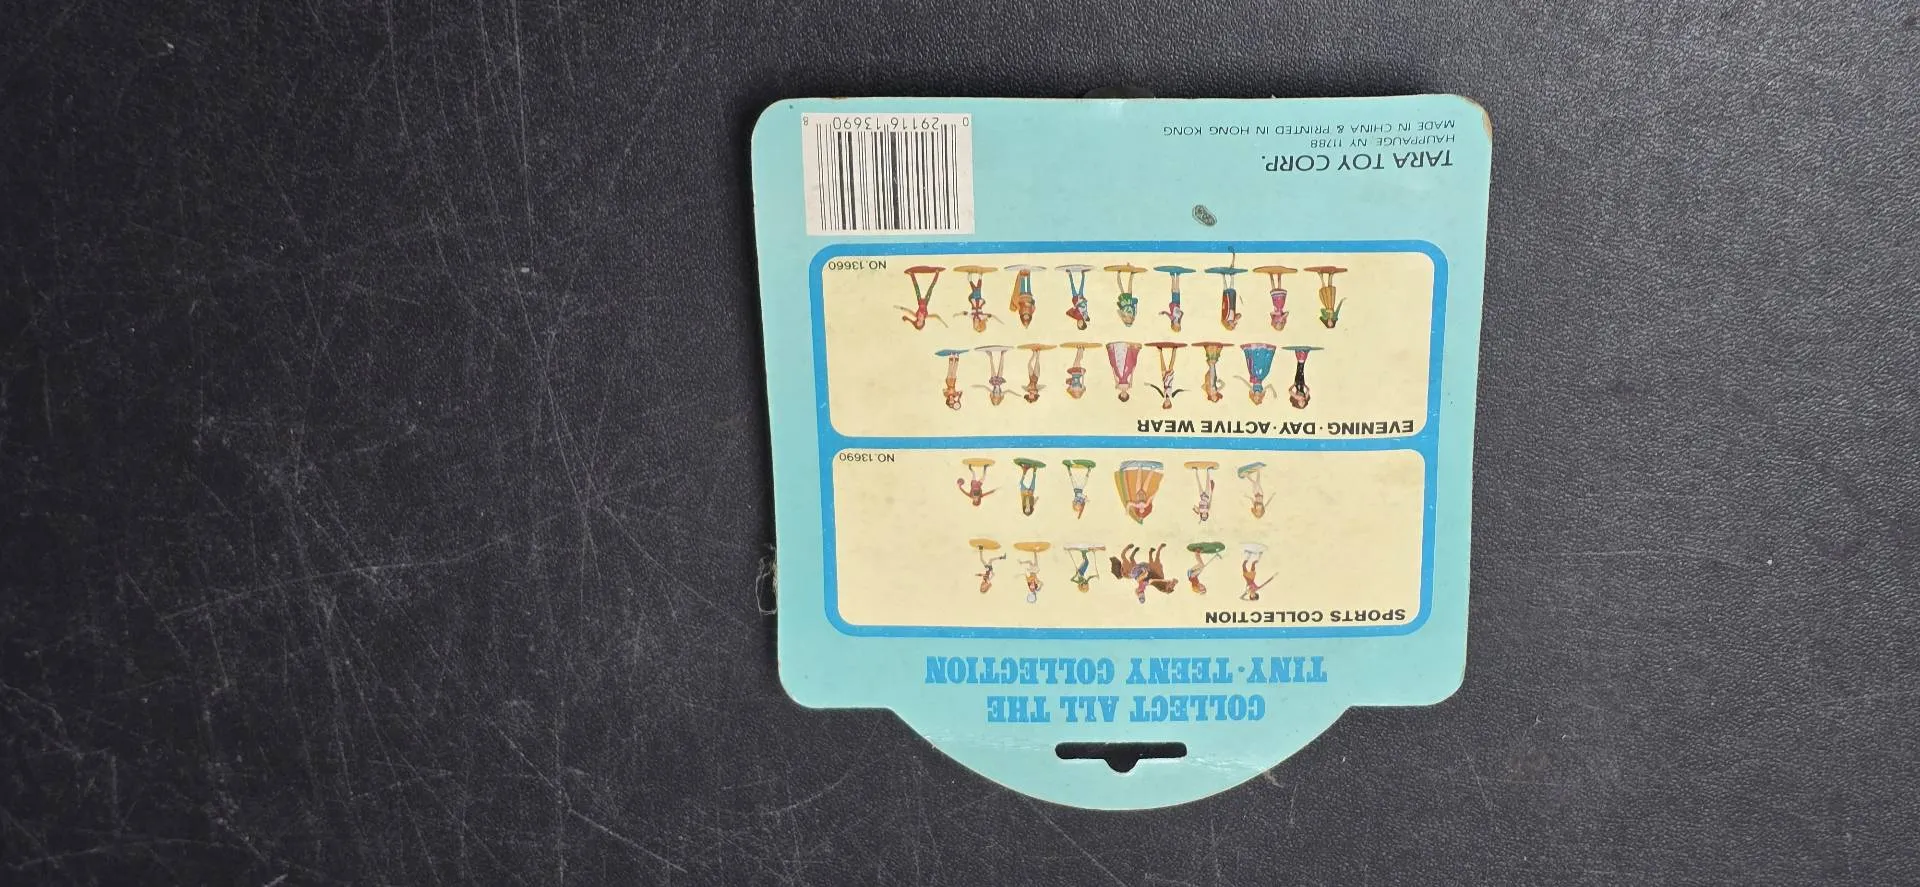 COLLECT ALL THE
TINY·TEENY COLLECTION
SPORTS COLLECTION
NO.13690
EVENING·DAY·ACTIVE WEAR
NO.13660
TARA TOY CORP.
HAUPPAUGE NY 11788
MADE IN CHINA & PRINTED IN HONG KONG
0 29116 13690 8